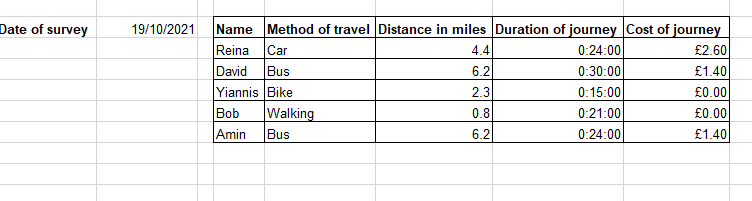 Date of survey 19/10/2021 Name Method of travel Distance in miles Duration of journey Cost of journey
Reina Car 4.4 0:24:00 £2.60
David Bus 6.2 0:30:00 £1.40
Yiannis Bike 2.3 0:15:00 £0.00
Bob Walking 0.8 0:21:00 £0.00
Amin Bus 6.2 0:24:00 £1.40